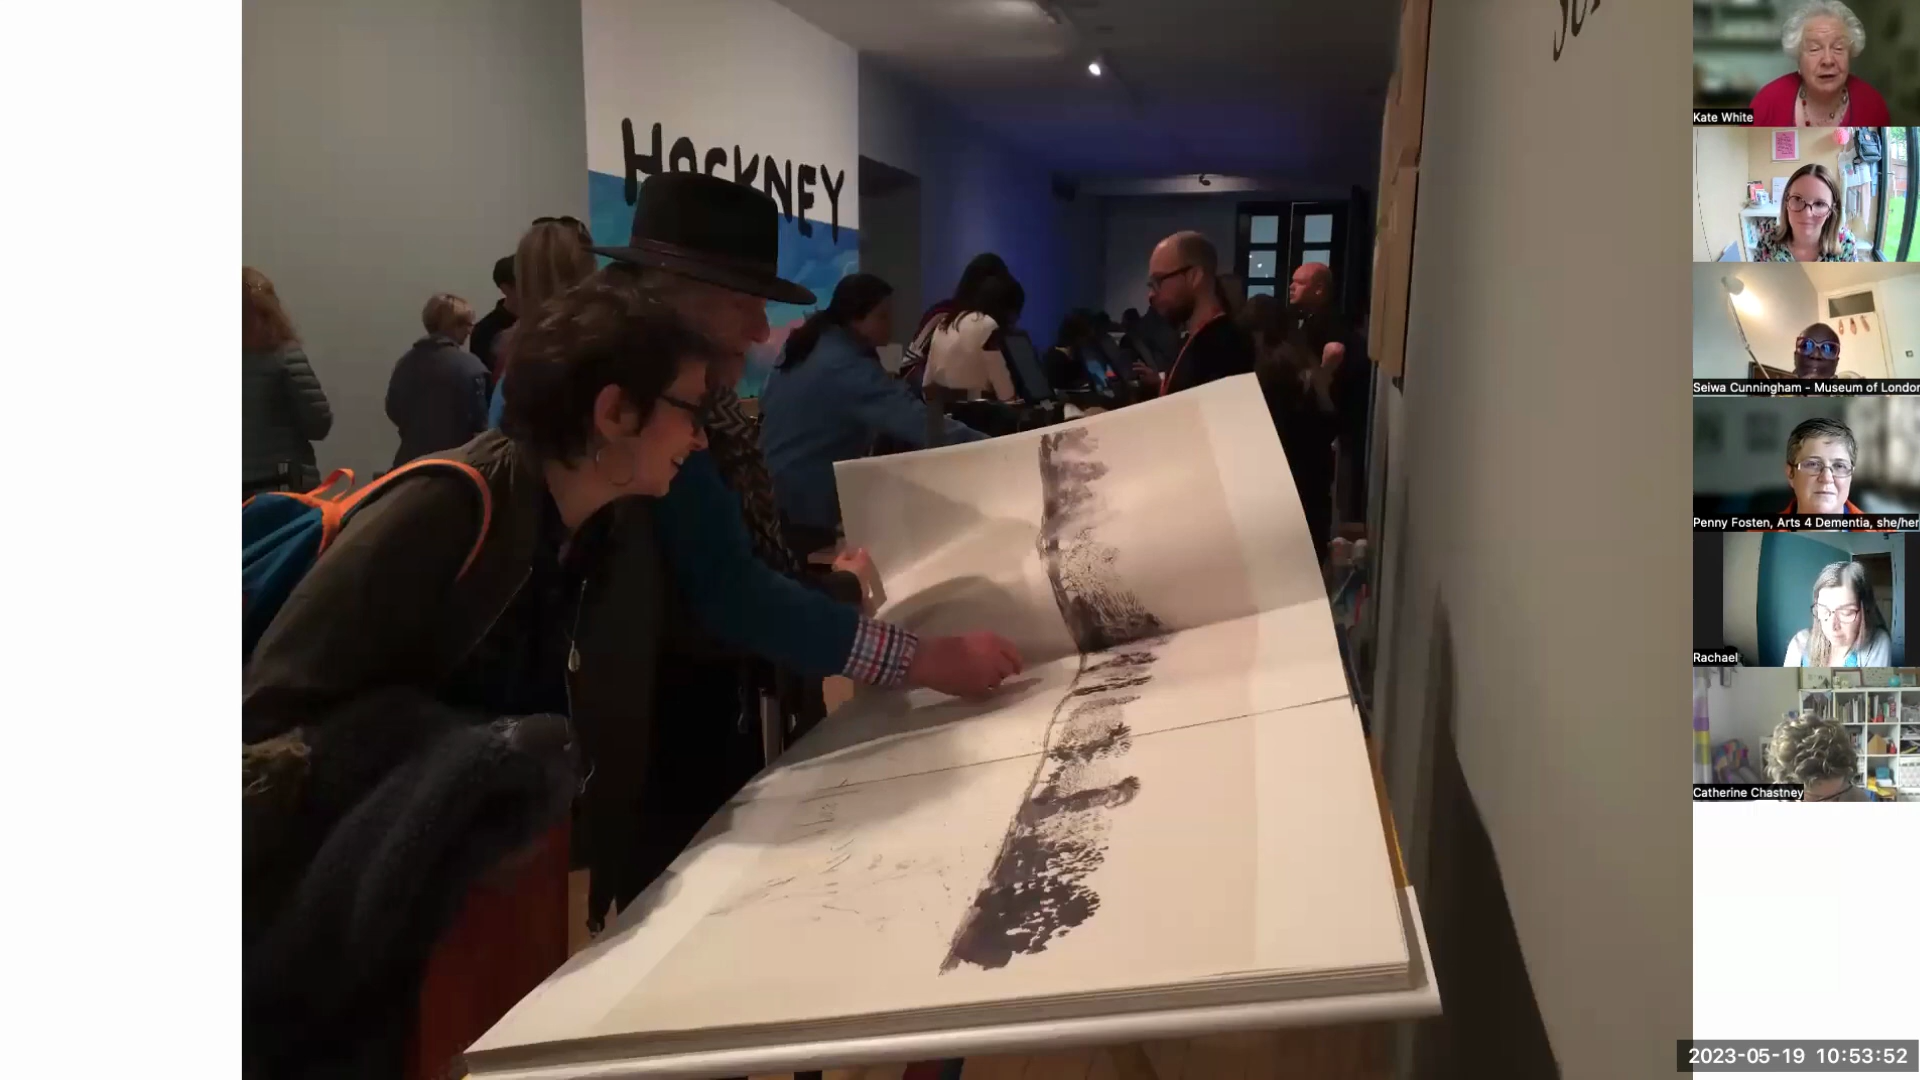 HOCKNEY
Kate White
Seiwa Cunningham - Museum of London
Penny Fosten, Arts 4 Dementia, she/her
Rachael
Catherine Chastney
2023-05-19 10:53:52